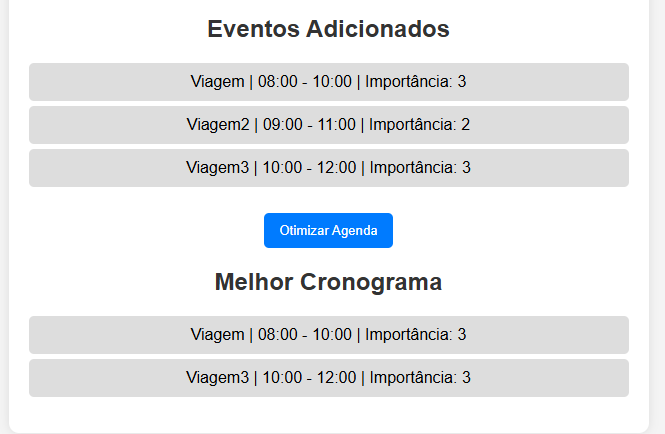 Eventos Adicionados
Viagem | 08:00 - 10:00 | Importância: 3
Viagem2 | 09:00 - 11:00 | Importância: 2
Viagem3 | 10:00 - 12:00 | Importância: 3
Otimizar Agenda
Melhor Cronograma
Viagem | 08:00 - 10:00 | Importância: 3
Viagem3 | 10:00 - 12:00 | Importância: 3